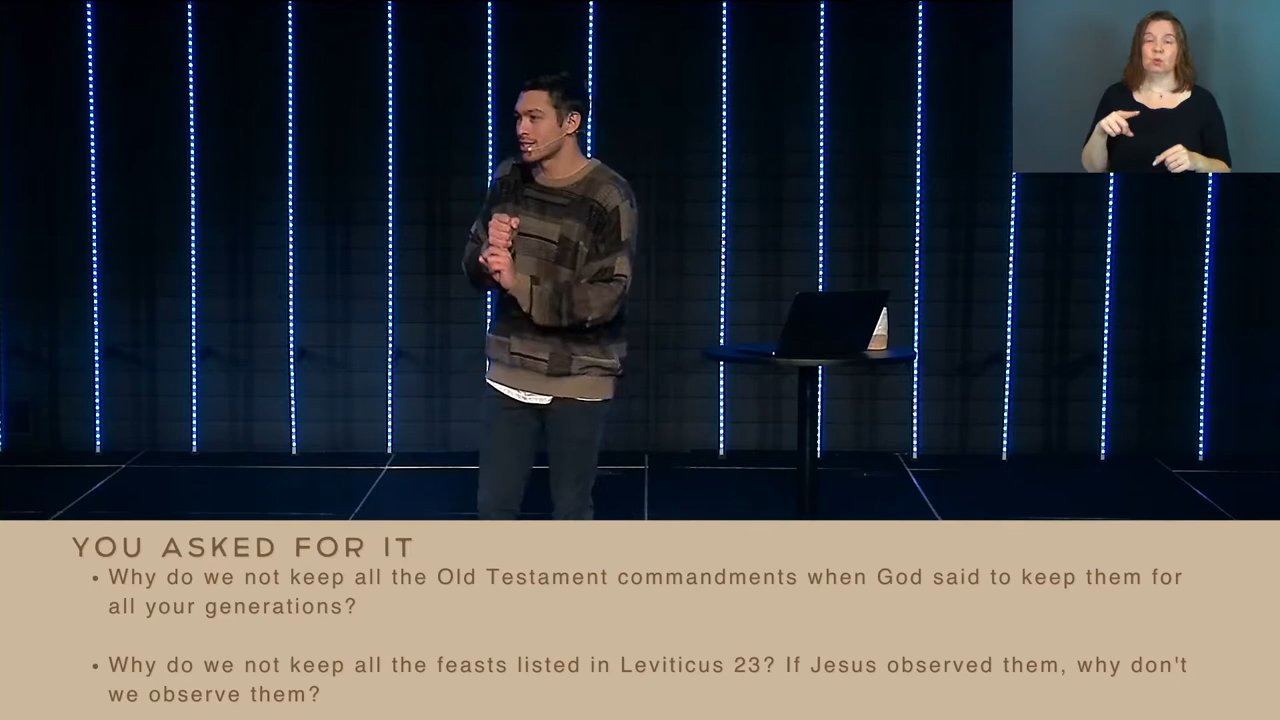 YOU ASKED FOR IT
• Why do we not keep all the Old Testament commandments when God said to keep them for
all your generations?
• Why do we not keep all the feasts listed in Leviticus 23? If Jesus observed them, why don't
we observe them?